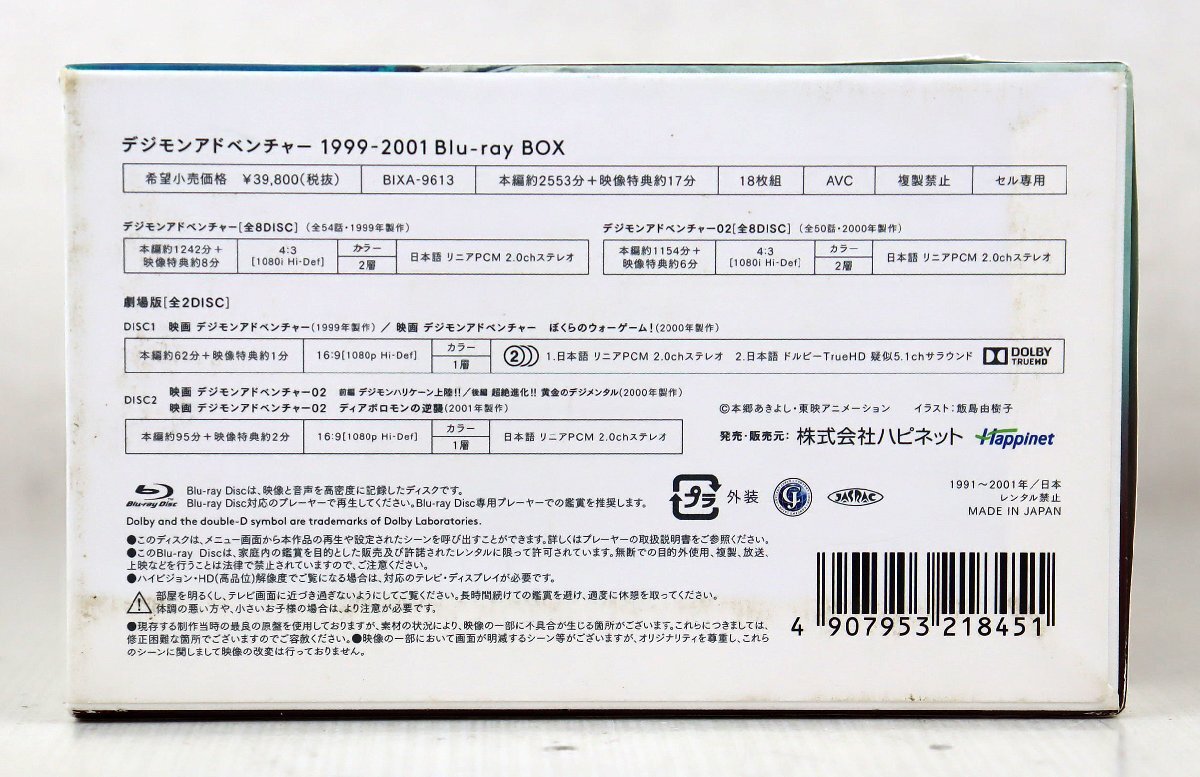 デジモンアドベンチャー 1999-2001 Blu-ray BOX
希望小売価格 ¥39,800(税抜) BIXA-9613 本編約2553分+映像特典約17分 18枚組 AVC 複製禁止 セル専用
デジモンアドベンチャー[全8DISC] (全54話・1999年製作)
本編約1242分+
映像特典約8分
4:3
[1080i Hi-Def]
カラー
2層
日本語 リニアPCM 2.0chステレオ
デジモンアドベンチャー02[全8DISC] (全50話・2000年製作)
本編約1154分+
映像特典約6分
4:3
[1080i Hi-Def]
カラー
2層
日本語 リニアPCM 2.0chステレオ
劇場版[全2DISC]
DISC1 映画 デジモンアドベンチャー(1999年製作) / 映画 デジモンアドベンチャー ぼくらのウォーゲーム!(2000年製作)
本編約62分+映像特典約1分 16:9[1080p Hi-Def]
カラー
1層
2 1.日本語 リニアPCM 2.0chステレオ 2.日本語 ドルビーTrueHD 疑似5.1chサラウンド
DOLBY
TRUEHD
DISC2
映画 デジモンアドベンチャー02 前編 デジモンハリケーン上陸!!/後編 超絶進化!! 黄金のデジメンタル(2000年製作)
映画 デジモンアドベンチャー02 ディアボロモンの逆襲(2001年製作)
本編約95分+映像特典約2分 16:9[1080p Hi-Def]
カラー
1層
日本語 リニアPCM 2.0chステレオ
©本郷あきよし・東映アニメーション イラスト:飯島由樹子
発売・販売元: 株式会社ハピネット Happinet
Blu-ray Disc
Blu-ray Discは、映像と音声を高密度に記録したディスクです。
Blu-ray Disc対応のプレーヤーで再生してください。Blu-ray Disc専用プレーヤーでの鑑賞を推奨します。
Dolby and the double-D symbol are trademarks of Dolby Laboratories.
プラ 外装
JASRAC
1991~2001年/日本
レンタル禁止
MADE IN JAPAN
●このディスクは、メニュー画面から本作品の再生や設定されたシーンを呼び出すことができます。詳しくはプレーヤーの取扱説明書をご参照ください。
●このBlu-ray Discは、家庭内の鑑賞を目的とした販売及び許諾されたレンタルに限って許可されています。無断での目的外使用、複製、放送、
上映などを行うことは法律で禁止されていますので、ご注意ください。
●ハイビジョン・HD(高品位)解像度でご覧になる場合は、対応のテレビ・ディスプレイが必要です。
部屋を明るくし、テレビ画面に近づき過ぎないようにしてご覧ください。長時間続けての鑑賞を避け、適度に休憩を取ってください。
体調の悪い方や、小さいお子様の場合は、より注意が必要です。
●現存する制作当時の最良の原盤を使用しておりますが、素材の状況により、映像の一部に不具合が生じる箇所がございます。これらにつきましては、
修正困難な箇所でございますのでご容赦ください。●映像の一部において画面が明滅するシーン等がございますが、オリジナリティを尊重し、これら
のシーンに関しまして映像の改変は行っておりません。
4 907953 218451